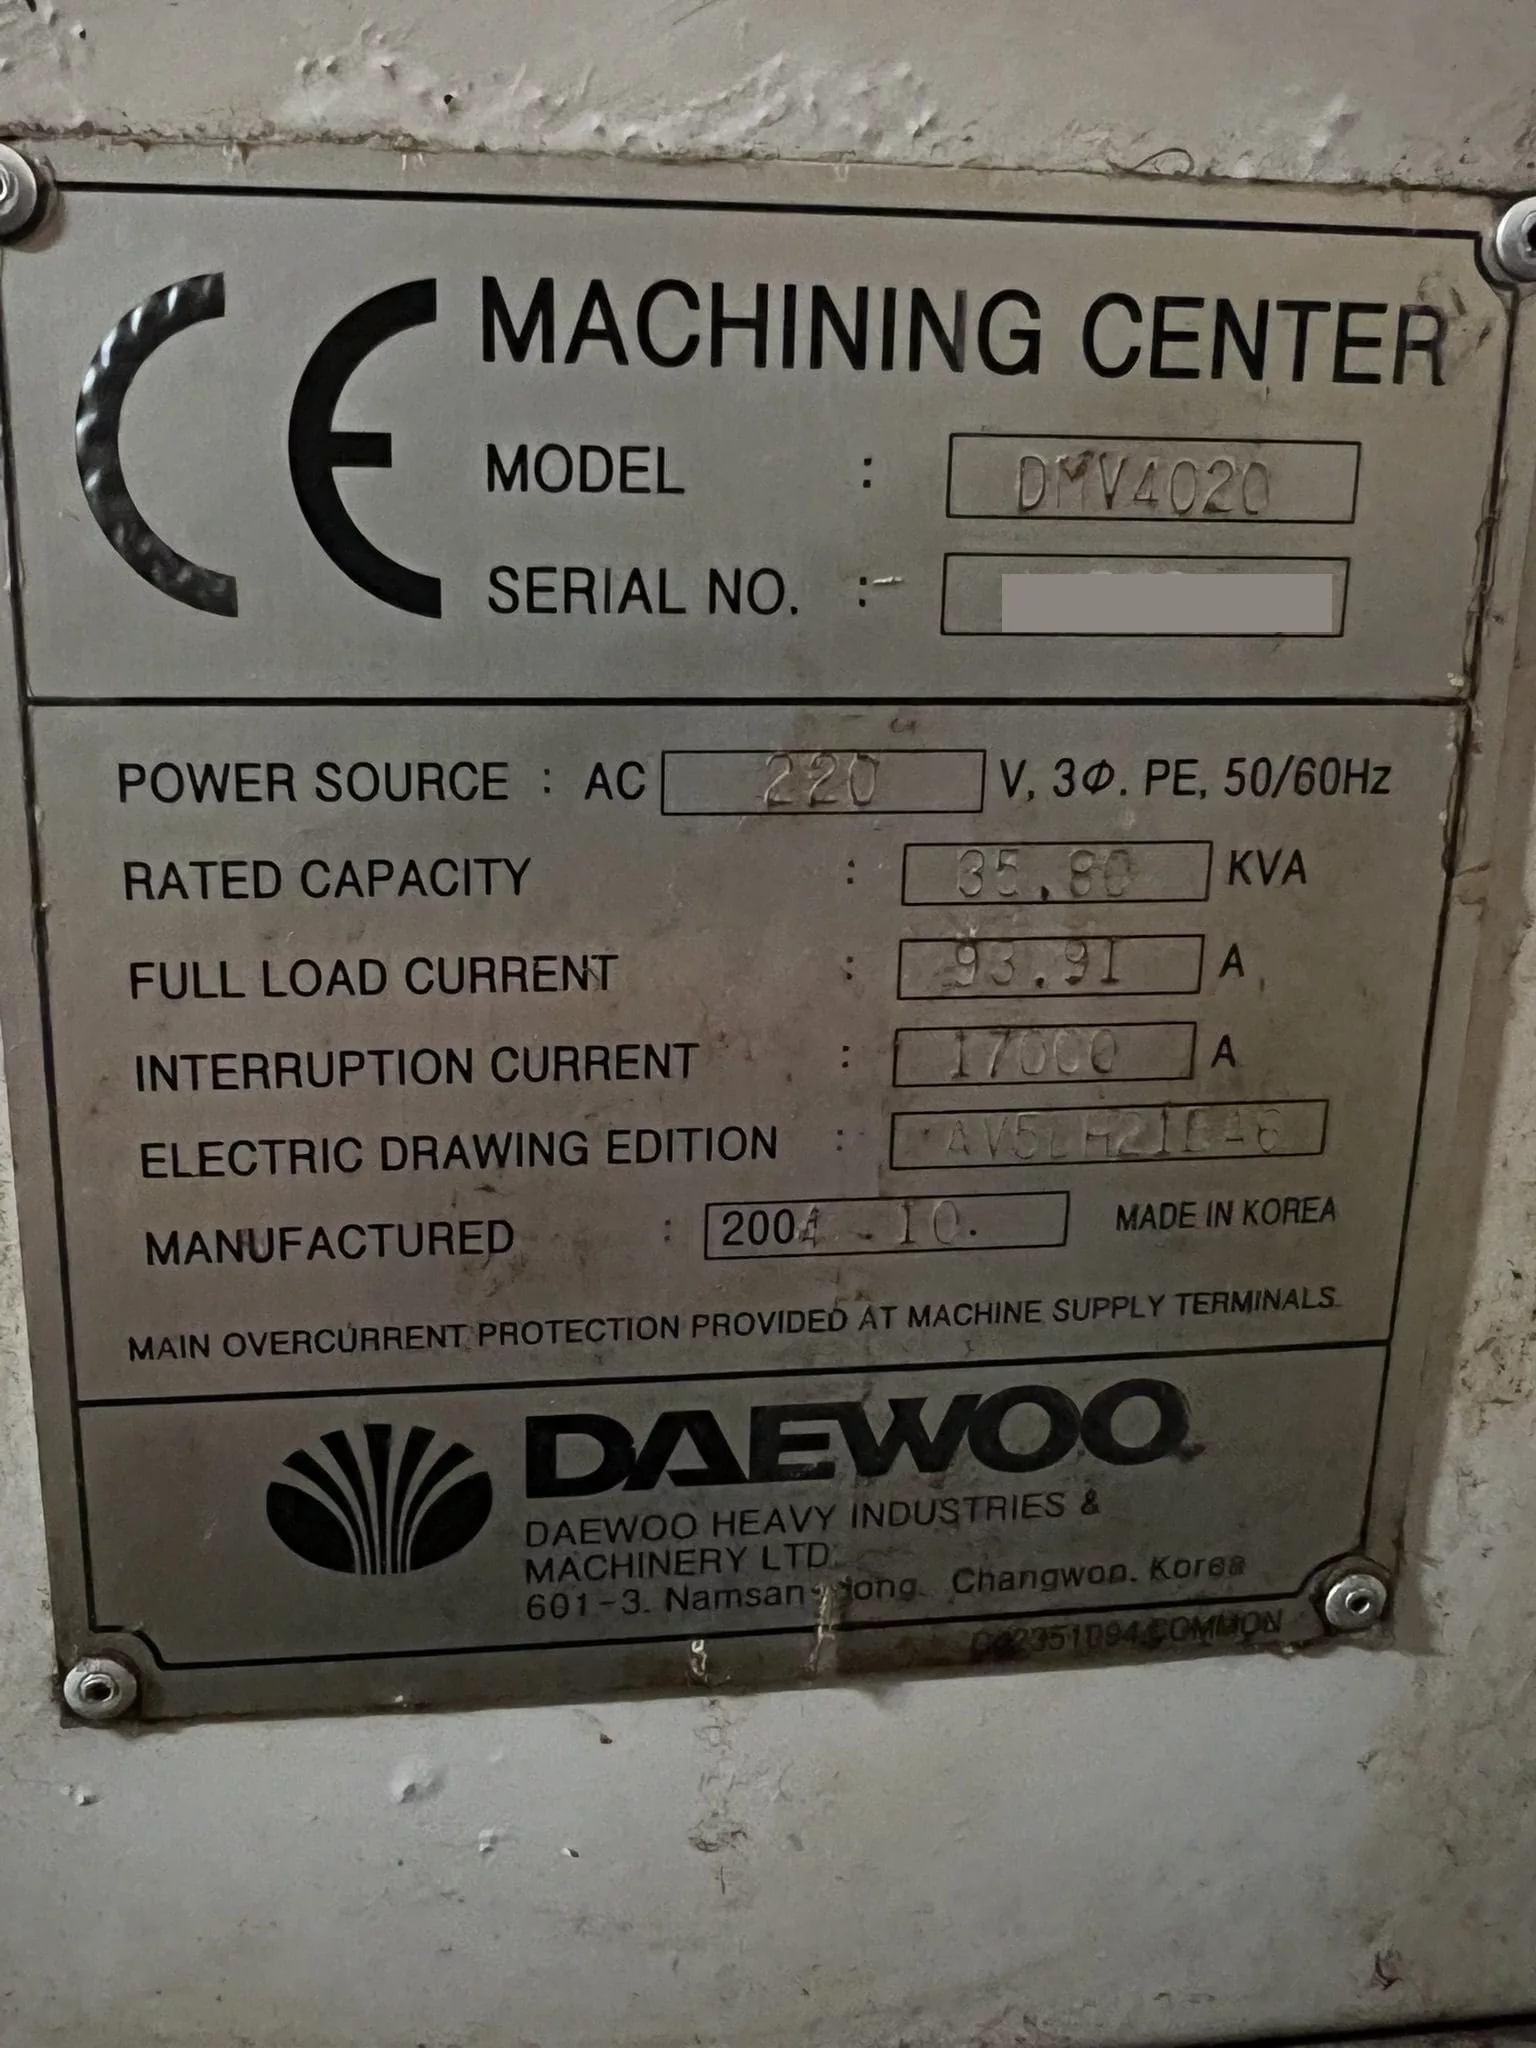 CE MACHINING CENTER
MODEL : DMV4020
SERIAL NO. :
POWER SOURCE : AC 220 V, 3Φ. PE, 50/60Hz
RATED CAPACITY : 35.80 KVA
FULL LOAD CURRENT : 93.91 A
INTERRUPTION CURRENT : 17000 A
ELECTRIC DRAWING EDITION :
MANUFACTURED : 2004 - 10. MADE IN KOREA
MAIN OVERCURRENT PROTECTION PROVIDED AT MACHINE SUPPLY TERMINALS.
DAEWOO
DAEWOO HEAVY INDUSTRIES &
MACHINERY LTD.
601-3. Changwon. Korea
COMMON